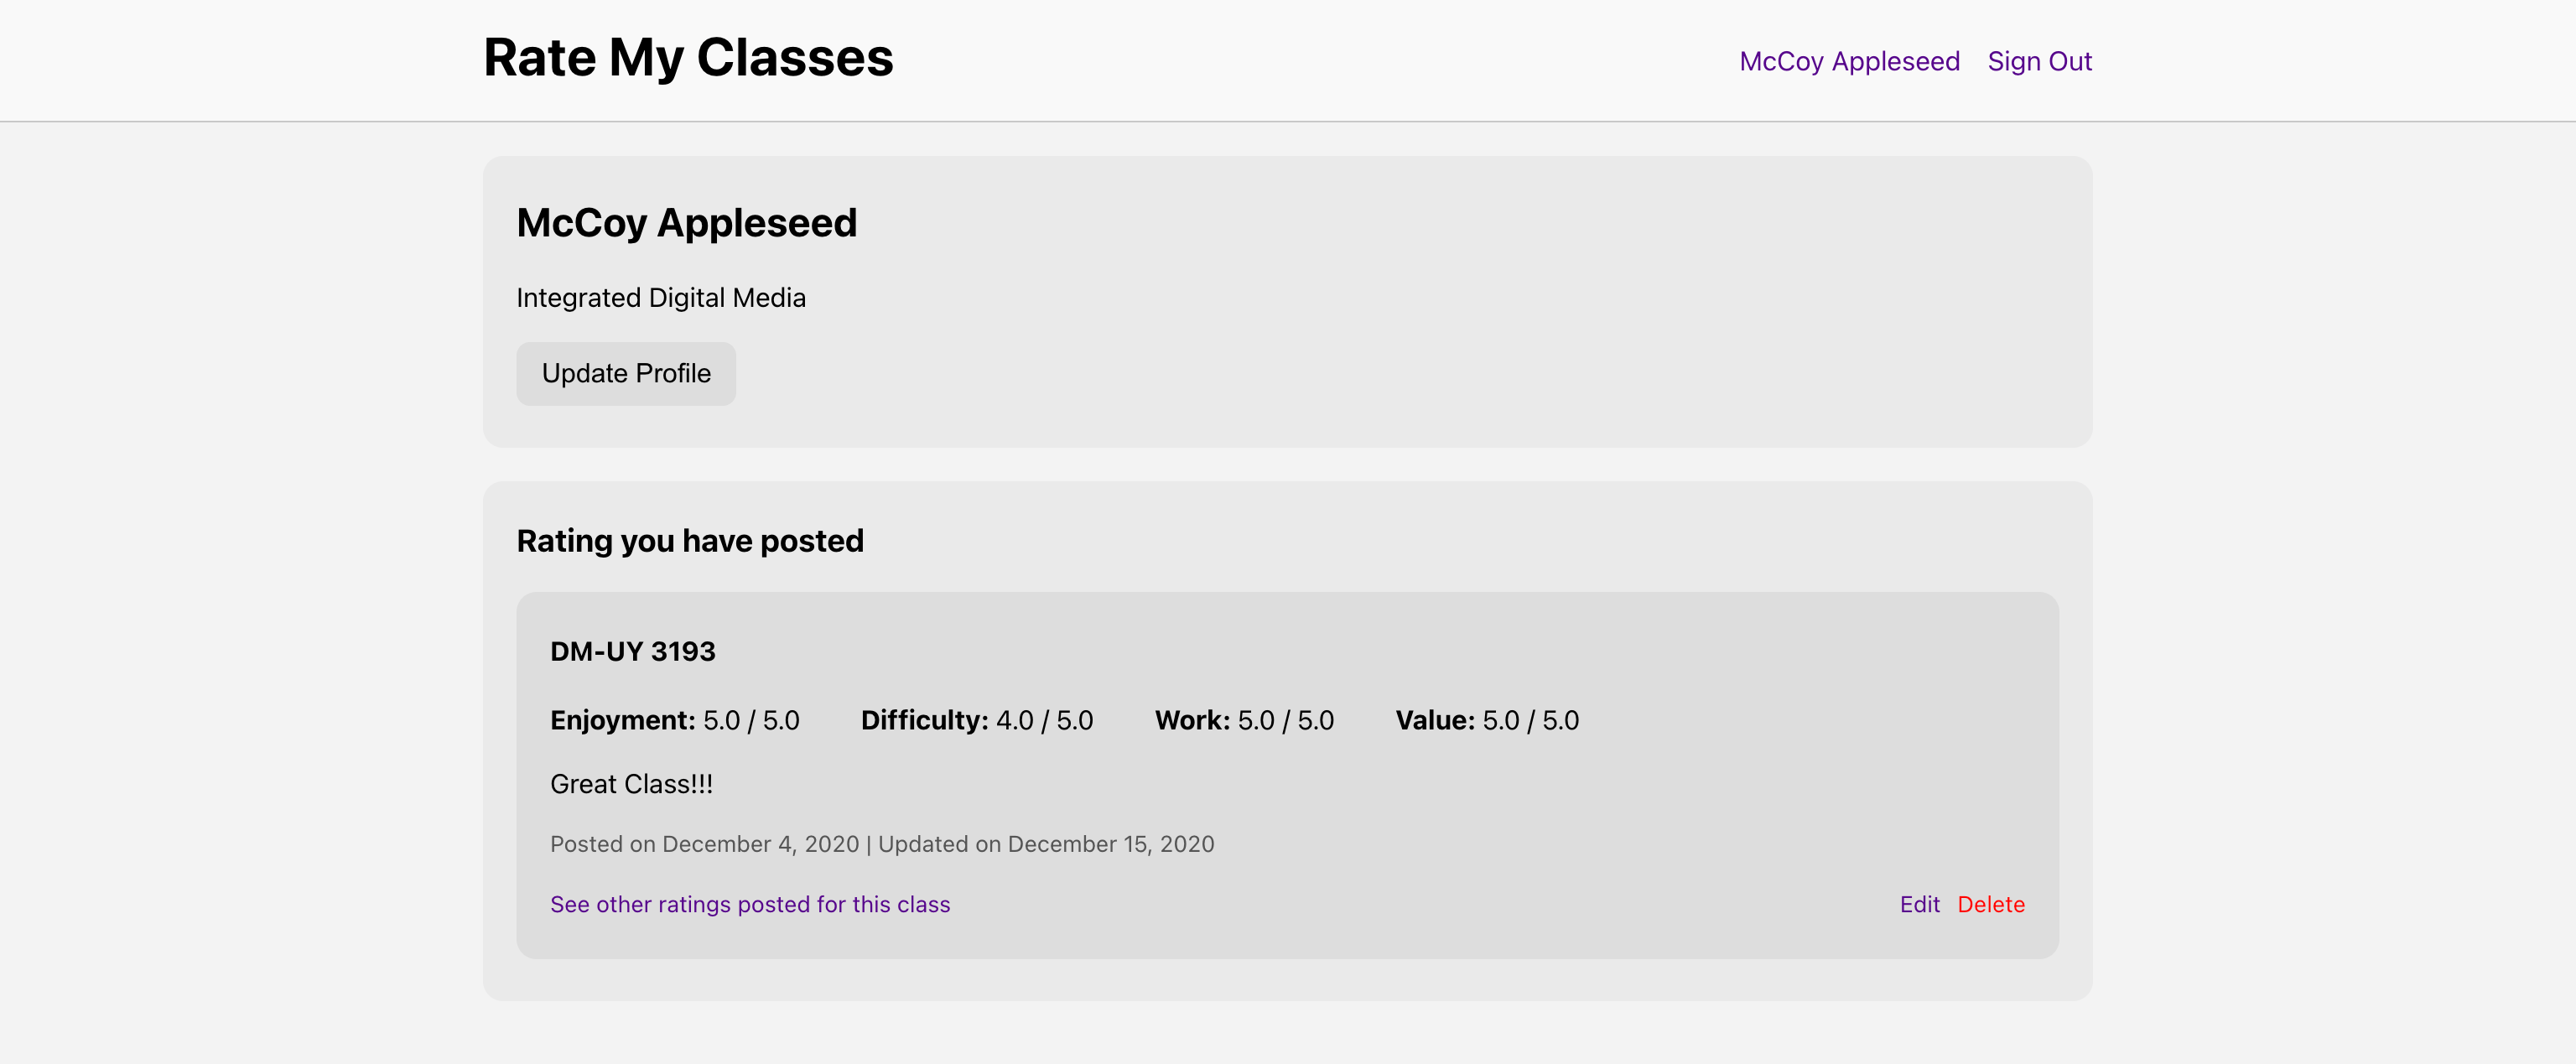 Rate My Classes
McCoy Appleseed Sign Out
McCoy Appleseed
Integrated Digital Media
Update Profile
Rating you have posted
DM-UY 3193
Enjoyment: 5.0 / 5.0 Difficulty: 4.0 / 5.0 Work: 5.0 / 5.0 Value: 5.0 / 5.0
Great Class!!!
Posted on December 4, 2020 | Updated on December 15, 2020
See other ratings posted for this class Edit Delete